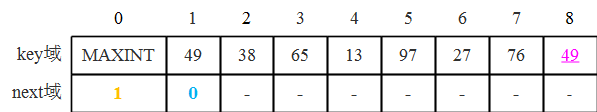 0 1 2 3 4 5 6 7 8
key域 MAXINT 49 38 65 13 97 27 76 49
next域 1 0 - - - - - - -